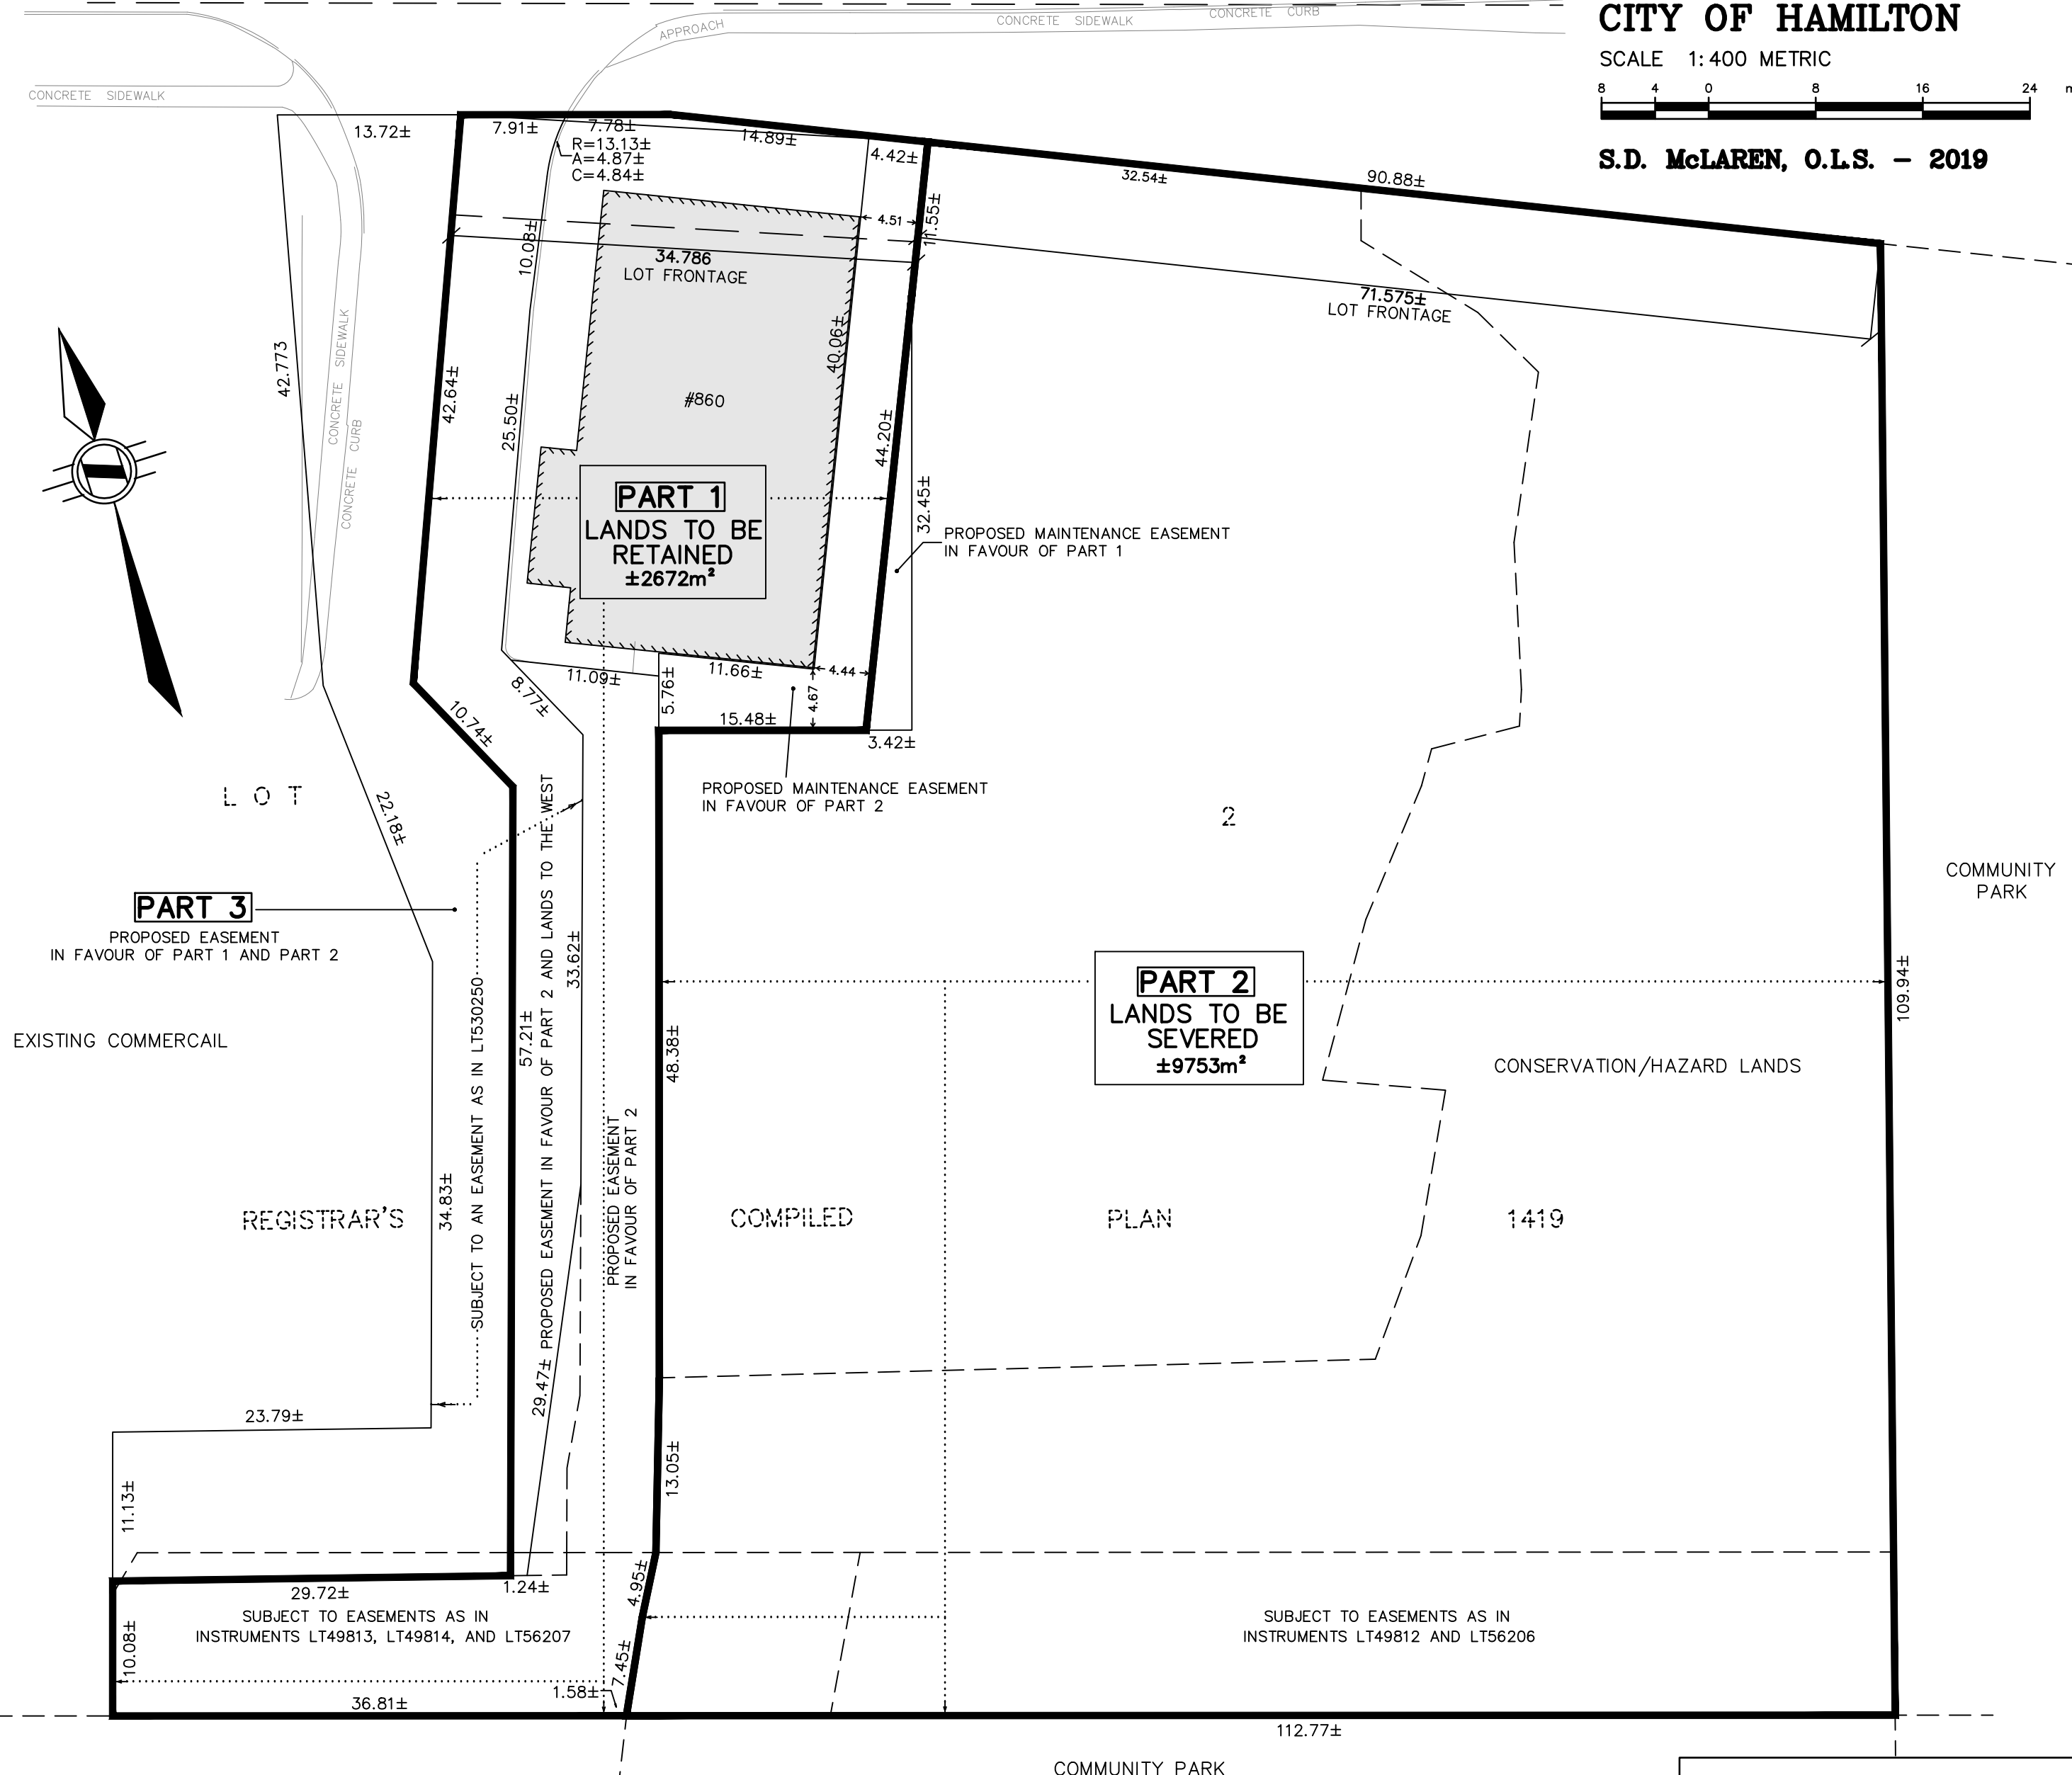 CITY OF HAMILTON
SCALE 1:400 METRIC
8 4 0 8 16 24
S.D. McLAREN, O.L.S. – 2019
APPROACH
CONCRETE SIDEWALK
CONCRETE CURB
CONCRETE SIDEWALK
13.72±
7.91±
7.78±
R=13.13±
A=4.87±
C=4.84±
14.89±
4.42±
32.54±
90.88±
11.55±
4.51
10.08±
34.786
LOT FRONTAGE
71.575±
LOT FRONTAGE
42.773
CONCRETE SIDEWALK
CONCRETE CURB
42.64±
25.50±
40.06±
#860
44.20±
32.45±
PART 1
LANDS TO BE
RETAINED
±2672m²
PROPOSED MAINTENANCE EASEMENT
IN FAVOUR OF PART 1
11.09±
11.66±
4.44
5.76±
4.67
8.77±
15.48±
3.42±
10.74±
PROPOSED MAINTENANCE EASEMENT
IN FAVOUR OF PART 2
LOT
2
22.18±
COMMUNITY
PARK
PART 3
PROPOSED EASEMENT
IN FAVOUR OF PART 1 AND PART 2
SUBJECT TO AN EASEMENT AS IN LT530250
57.21±
PROPOSED EASEMENT IN FAVOUR OF PART 2 AND LANDS TO THE WEST
33.62±
PROPOSED EASEMENT
IN FAVOUR OF PART 2
48.38±
PART 2
LANDS TO BE
SEVERED
±9753m²
109.94±
EXISTING COMMERCAIL
CONSERVATION/HAZARD LANDS
34.83±
REGISTRAR'S COMPILED PLAN 1419
29.47±
23.79±
13.05±
11.13±
29.72±
1.24±
4.95±
SUBJECT TO EASEMENTS AS IN
INSTRUMENTS LT49813, LT49814, AND LT56207
SUBJECT TO EASEMENTS AS IN
INSTRUMENTS LT49812 AND LT56206
10.08±
7.45±
1.58±
36.81±
112.77±
COMMUNITY PARK